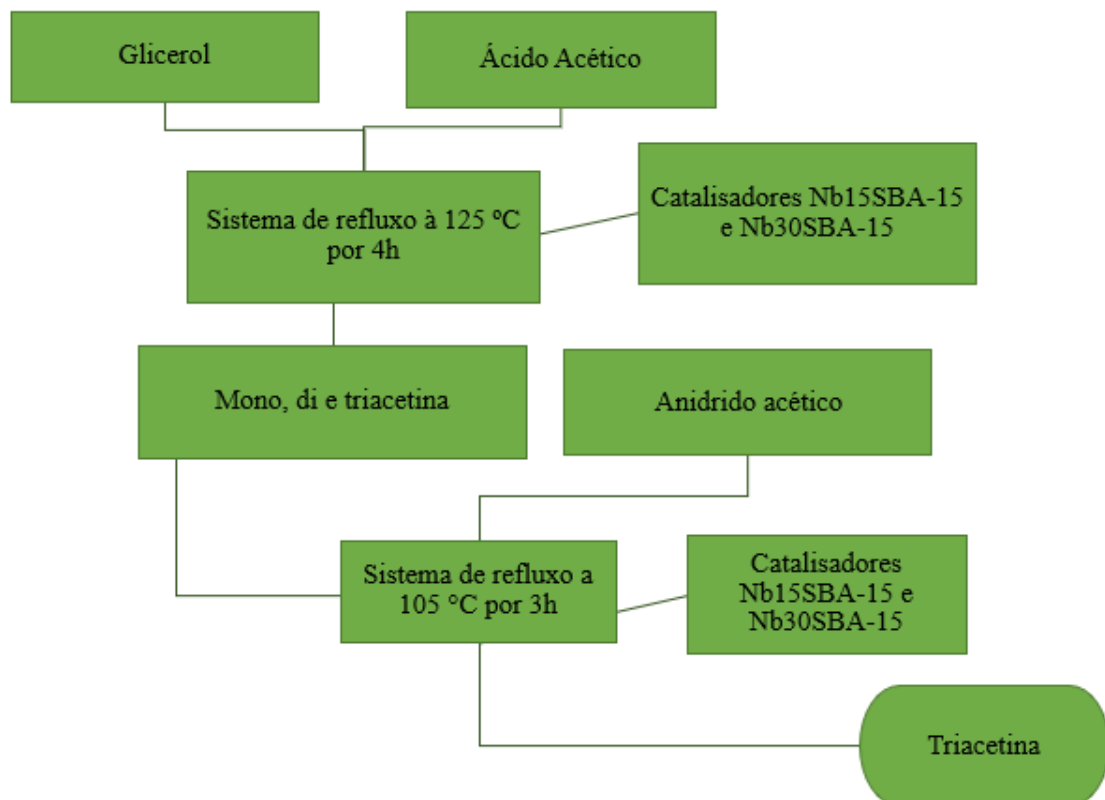 Glicerol
Ácido Acético
Sistema de refluxo à 125 ºC
por 4h
Catalisadores Nb15SBA-15
e Nb30SBA-15
Mono, di e triacetina
Anidrido acético
Sistema de refluxo a
105 °C por 3h
Catalisadores
Nb15SBA-15 e
Nb30SBA-15
Triacetina